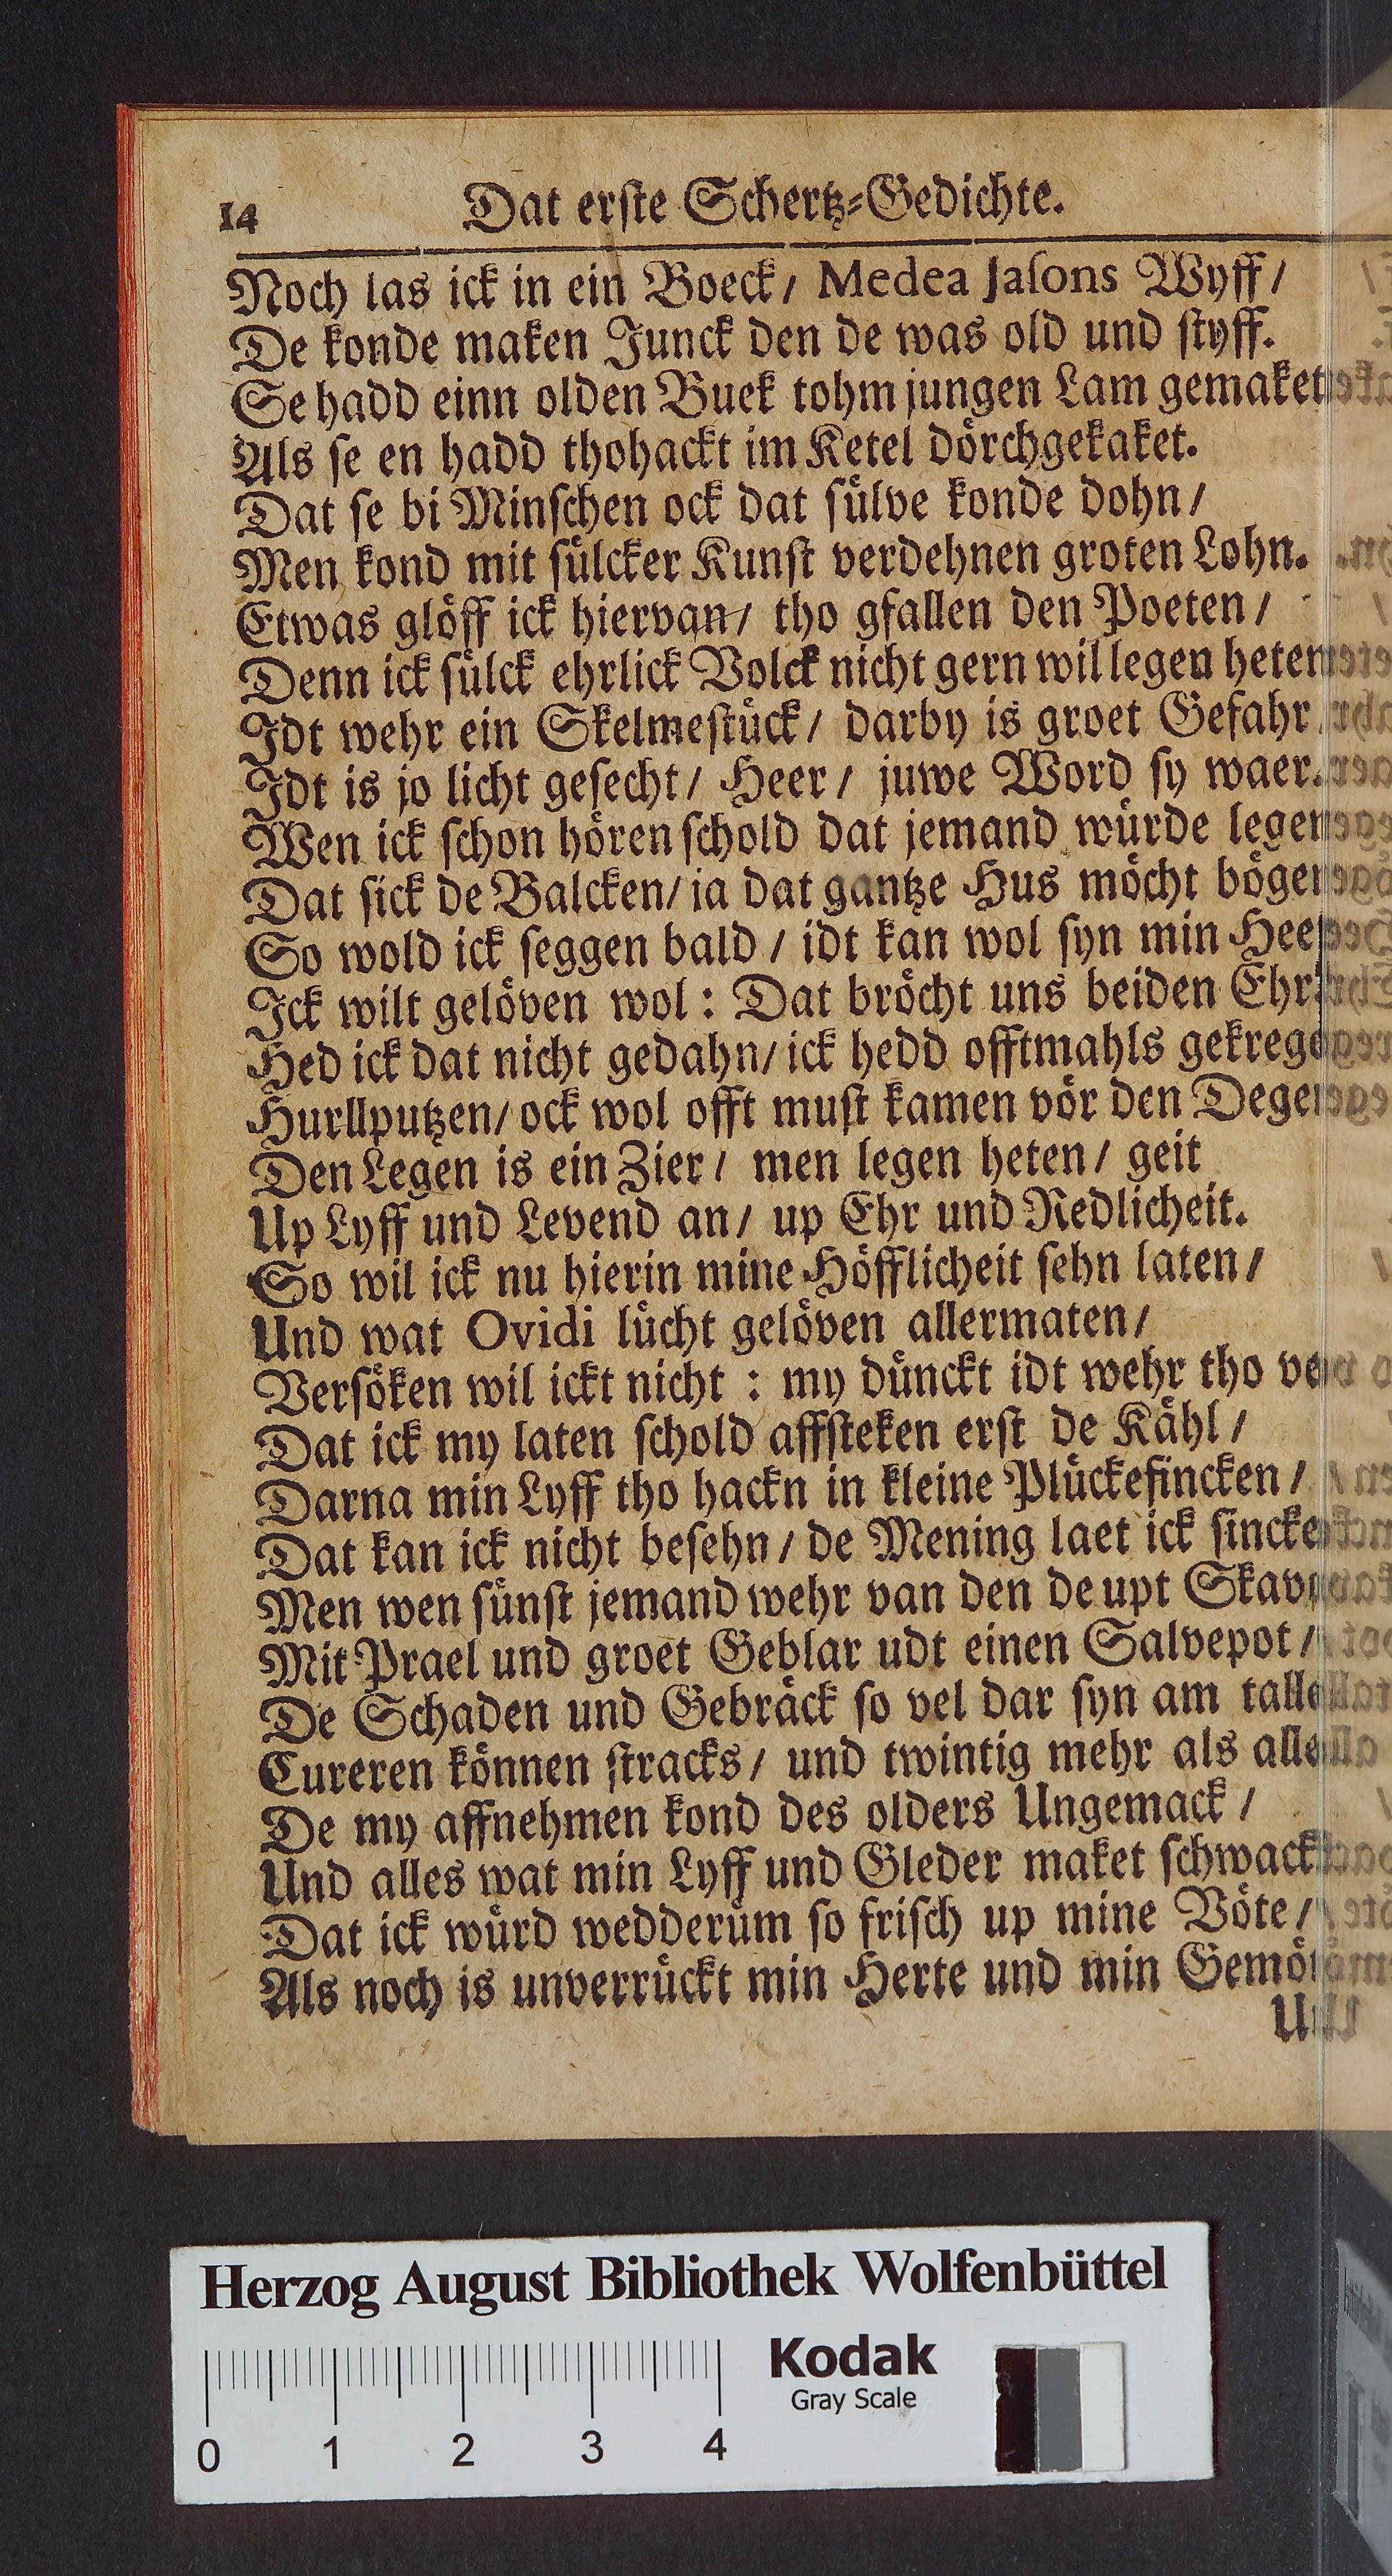 14 Dat erſte Schertz-Gedichte.
Noch las ick in ein Boeck/ Medea Jaſons Wyff/
De konde maken Junck den de was old und ſtyff.
Se hadd einn olden Buek tohm jungen Lam gemaket
Als ſe en hadd thohackt im Ketel dörchgekaket.
Dat ſe bi Minſchen ock dat ſülve konde dohn/
Men kond mit ſülcker Kunſt verdehnen groten Lohn.
Etwas glöff ick hiervan/ tho gfallen den Poeten/
Denn ick ſülck ehrlick Volck nicht gern wil legen heten
Idt wehr ein Skelmeſtück/ darby is groet Gefahr
Idt is jo licht geſecht/ Heer/ juwe Word ſy waer.
Wen ick ſchon hören ſchold dat jemand würde legen
Dat ſick de Balcken/ ja dat gantze Hus möcht bögen
So wold ick ſeggen bald/ idt kan wol ſyn min Hee
Ick wilt gelöven wol: Dat bröcht uns beiden Ehr
Hed ick dat nicht gedahn/ ick hedd offtmahls gekreg
Hurllputzen/ ock wol offt muſt kamen vör den Dege
Den Legen is ein Zier/ men legen heten/ geit
Up Lyff und Levend an/ up Ehr und Redlicheit.
So wil ick nu hierin mine Höfflicheit ſehn laten/
Und wat Ovidi lücht gelöven allermaten/
Verſöken wil ickt nicht: my dünckt idt wehr tho ve
Dat ick my laten ſchold affſteken erſt de Kähl/
Darna min Lyff tho hackn in kleine Plückefincken/
Dat kan ick nicht beſehn/ de Mening laet ick ſincke
Men wen ſünſt jemand wehr van den de upt Skav
Mit Prael und groet Geblar udt einen Salvepot/
De Schaden und Gebräck ſo vel dar ſyn am talle
Cureren können ſtracks/ und twintig mehr als alle
De my affnehmen kond des olders Ungemack/
Und alles wat min Lyff und Gleder maket ſchwack
Dat ick würd wedderüm ſo friſch up mine Vöte/
Als noch is unverrückt min Herte und min Gemö
U
Herzog August Bibliothek Wolfenbüttel
Kodak
Gray Scale
0 1 2 3 4